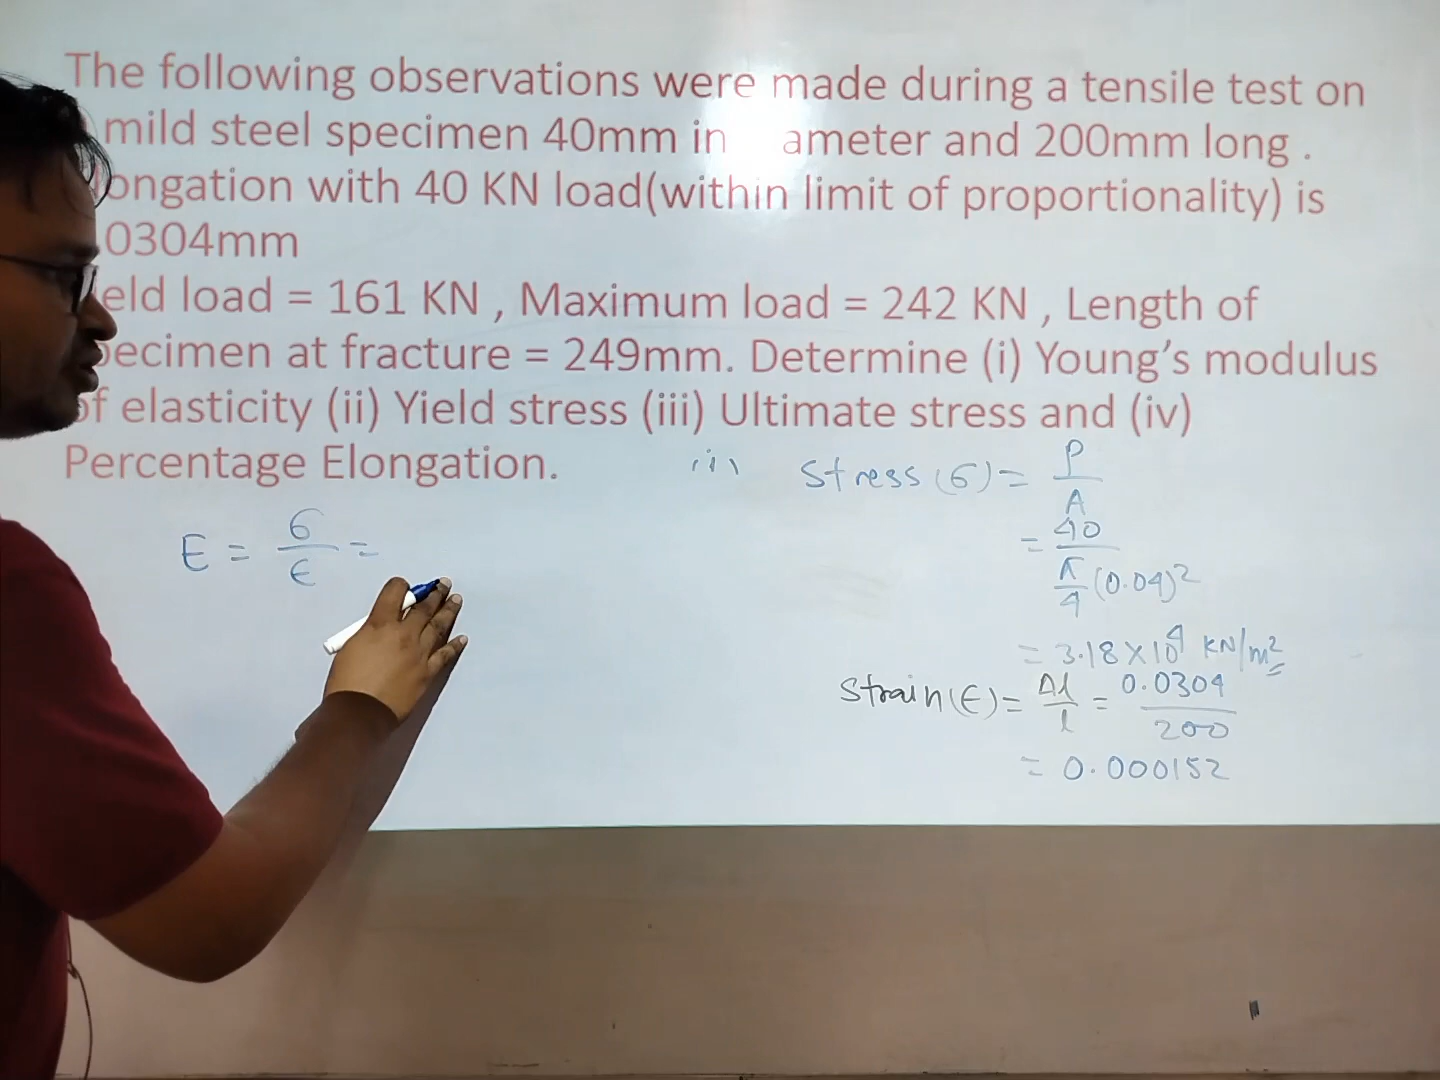 The following observations were made during a tensile test on
mild steel specimen 40mm in ameter and 200mm long .
ongation with 40 KN load(within limit of proportionality) is
.0304mm
eld load = 161 KN , Maximum load = 242 KN , Length of
pecimen at fracture = 249mm. Determine (i) Young's modulus
of elasticity (ii) Yield stress (iii) Ultimate stress and (iv)
Percentage Elongation.
(i) Stress (σ) = P/A
= 40 / π/4 (0.04)²
= 3.18 × 10⁴ KN/m²
Strain (ε) = Δl/l = 0.0304/200
= 0.000152
E = σ/ε =